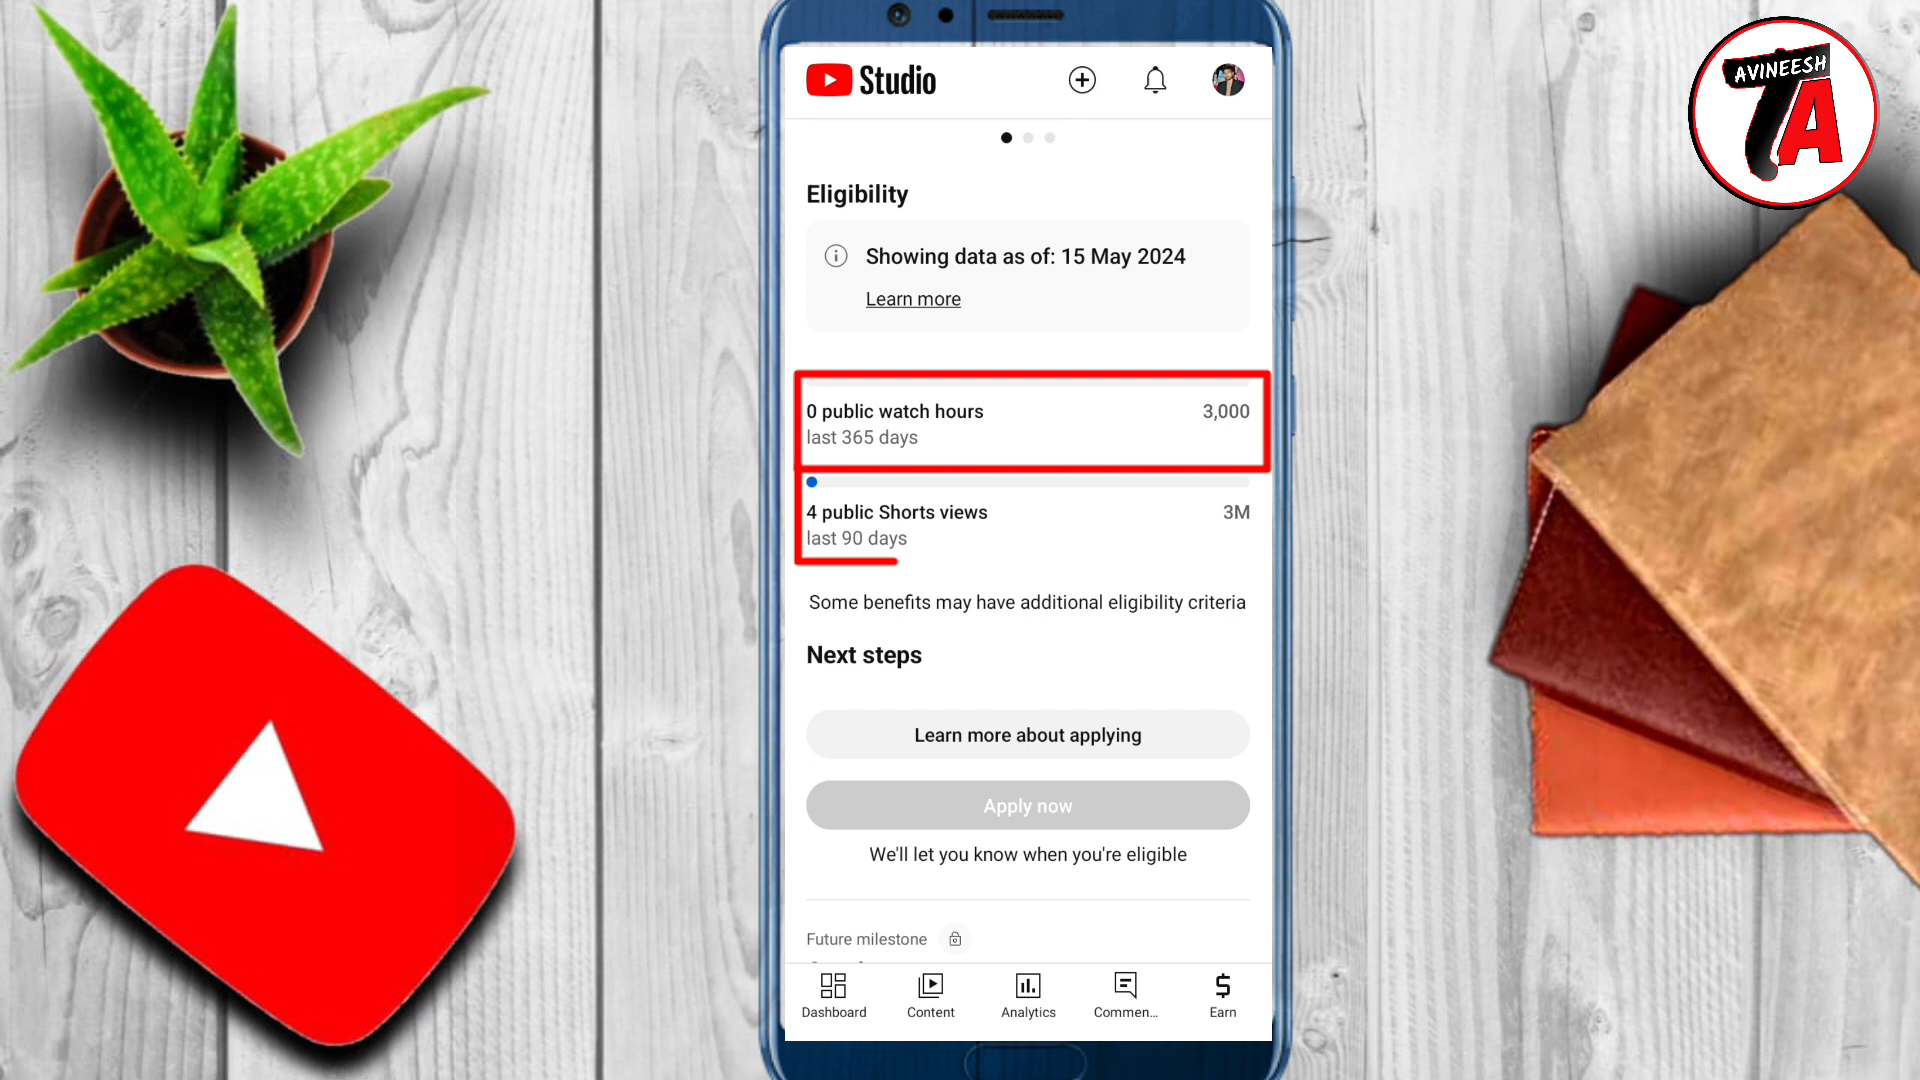 Studio
AVINEESH
TA
Eligibility
Showing data as of: 15 May 2024
Learn more
0 public watch hours 3,000
last 365 days
4 public Shorts views 3M
last 90 days
Some benefits may have additional eligibility criteria
Next steps
Learn more about applying
Apply now
We'll let you know when you're eligible
Future milestone
Dashboard Content Analytics Commen... Earn